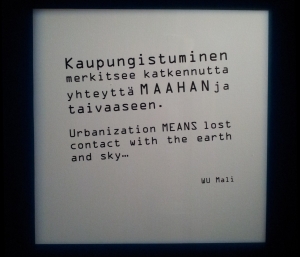 Kaupungistuminen
merkitsee katkennutta
yhteyttä MAAHAN ja
taivaaseen.
Urbanization MEANS lost
contact with the earth
and sky…
WU Mali